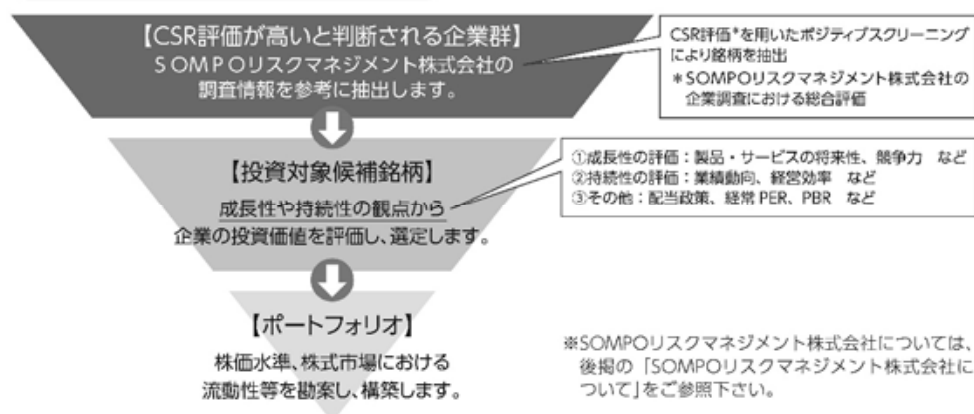 【CSR評価が高いと判断される企業群】
SOMPOリスクマネジメント株式会社の
調査情報を参考に抽出します。
CSR評価*を用いたポジティブスクリーニング
により銘柄を抽出
*SOMPOリスクマネジメント株式会社の
企業調査における総合評価
【投資対象候補銘柄】
成長性や持続性の観点から
企業の投資価値を評価し、選定します。
①成長性の評価:製品・サービスの将来性、競争力 など
②持続性の評価:業績動向、経営効率 など
③その他:配当政策、経常PER、PBR など
【ポートフォリオ】
株価水準、株式市場における
流動性等を勘案し、構築します。
※SOMPOリスクマネジメント株式会社については、
後掲の「SOMPOリスクマネジメント株式会社に
ついて」をご参照下さい。